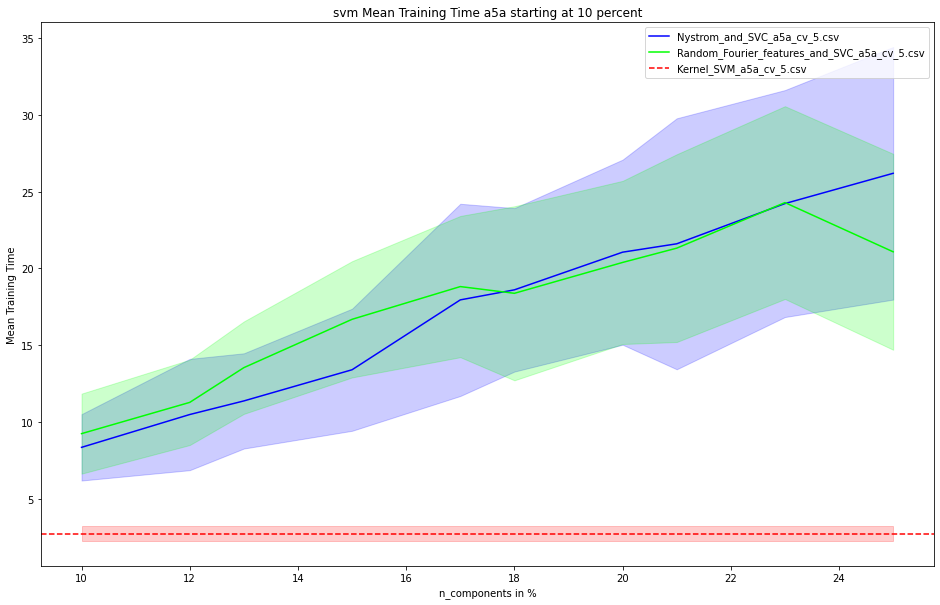 svm Mean Training Time a5a starting at 10 percent
Nystrom_and_SVC_a5a_cv_5.csv
Random_Fourier_features_and_SVC_a5a_cv_5.csv
Kernel_SVM_a5a_cv_5.csv
Mean Training Time
35
30
25
20
15
10
5
10 12 14 16 18 20 22 24
n_components in %